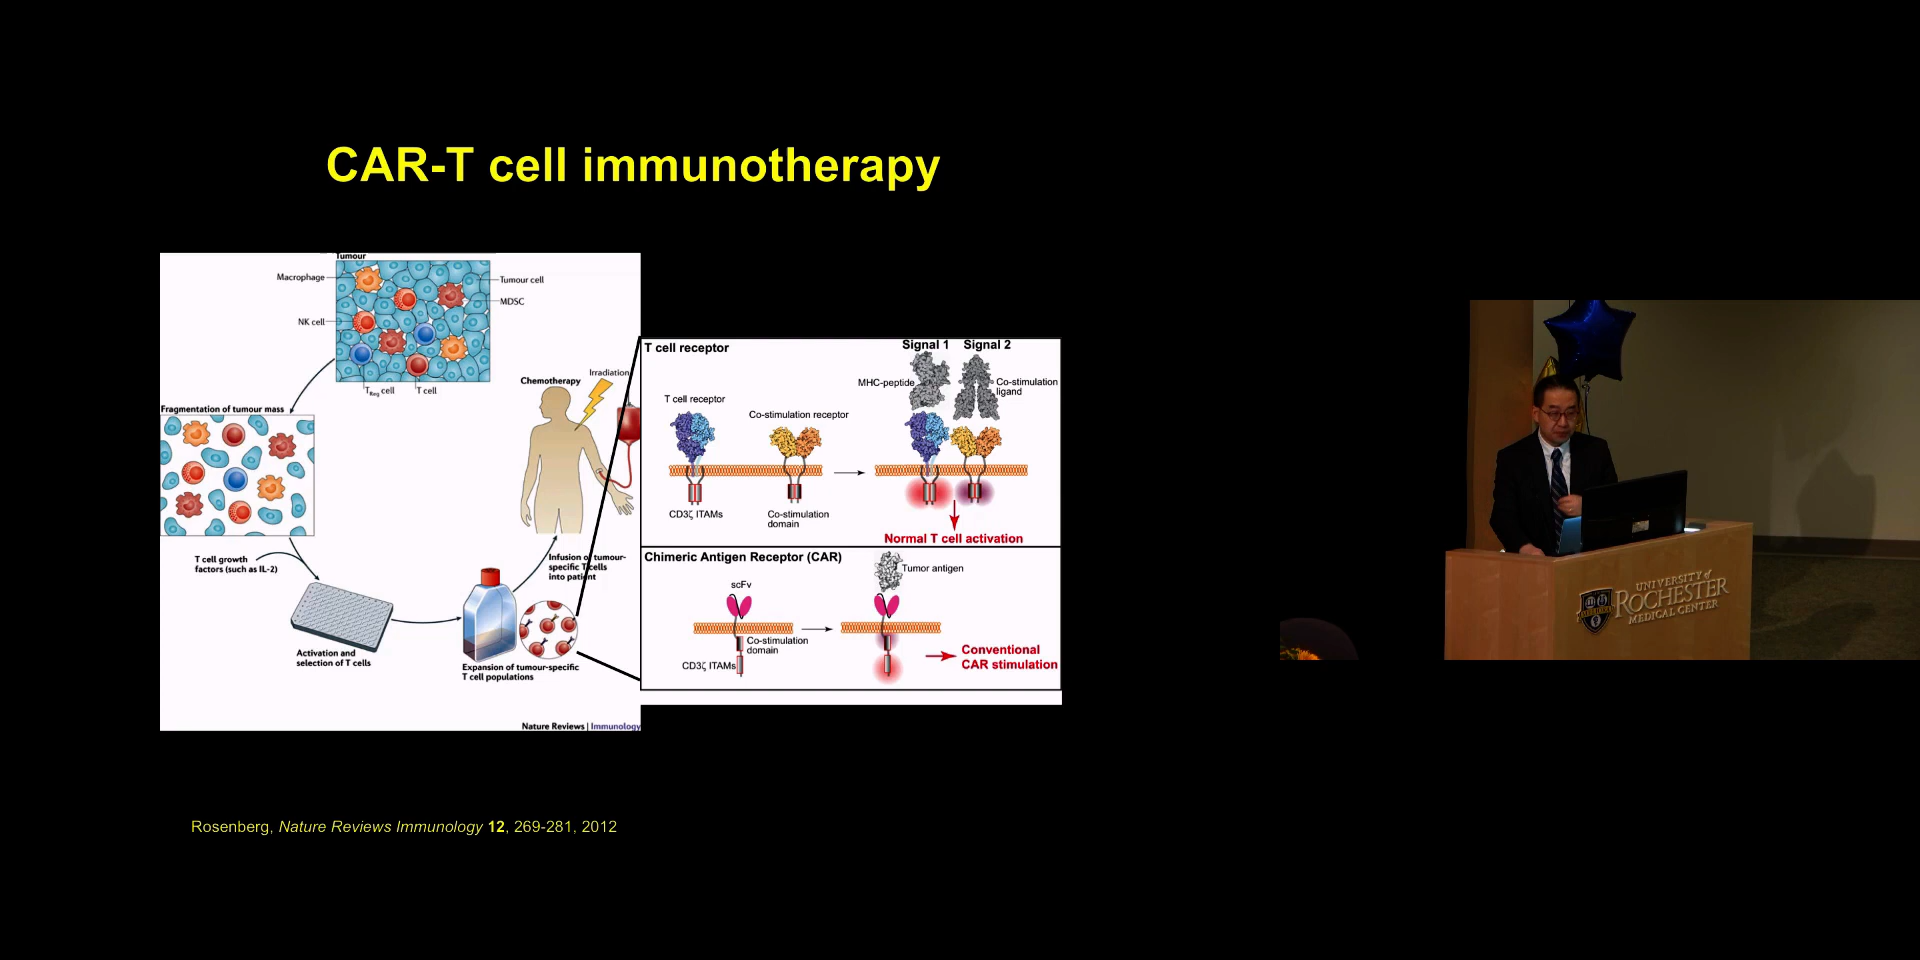 CAR-T cell immunotherapy
Tumour
Macrophage
Tumour cell
MDSC
NK cell
TReg cell
T cell
Fragmentation of tumour mass
T cell growth
factors (such as IL-2)
Activation and
selection of T cells
Expansion of tumour-specific
T cell populations
Infusion of tumour-
specific T cells
into patient
Chemotherapy
Irradiation
Nature Reviews | Immunology
T cell receptor
Signal 1
Signal 2
MHC-peptide
Co-stimulation
ligand
T cell receptor
Co-stimulation receptor
CD3ζ ITAMs
Co-stimulation
domain
Normal T cell activation
Chimeric Antigen Receptor (CAR)
Tumor antigen
scFv
Co-stimulation
domain
CD3ζ ITAMs
Conventional
CAR stimulation
Rosenberg, Nature Reviews Immunology 12, 269-281, 2012
UNIVERSITY of
ROCHESTER
MEDICAL CENTER